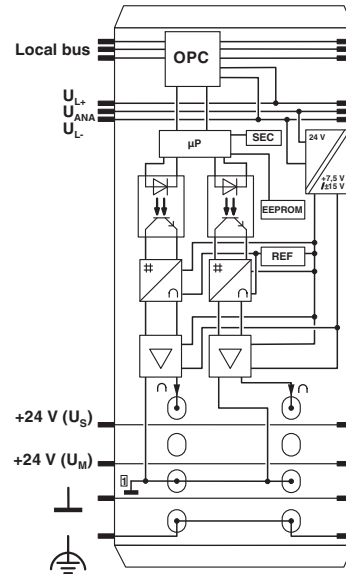 Local bus
OPC
UL+
UANA
UL-
µP
SEC
24 V
+7,5 V
/±15 V
EEPROM
#
#
REF
+24 V (US)
+24 V (UM)
1